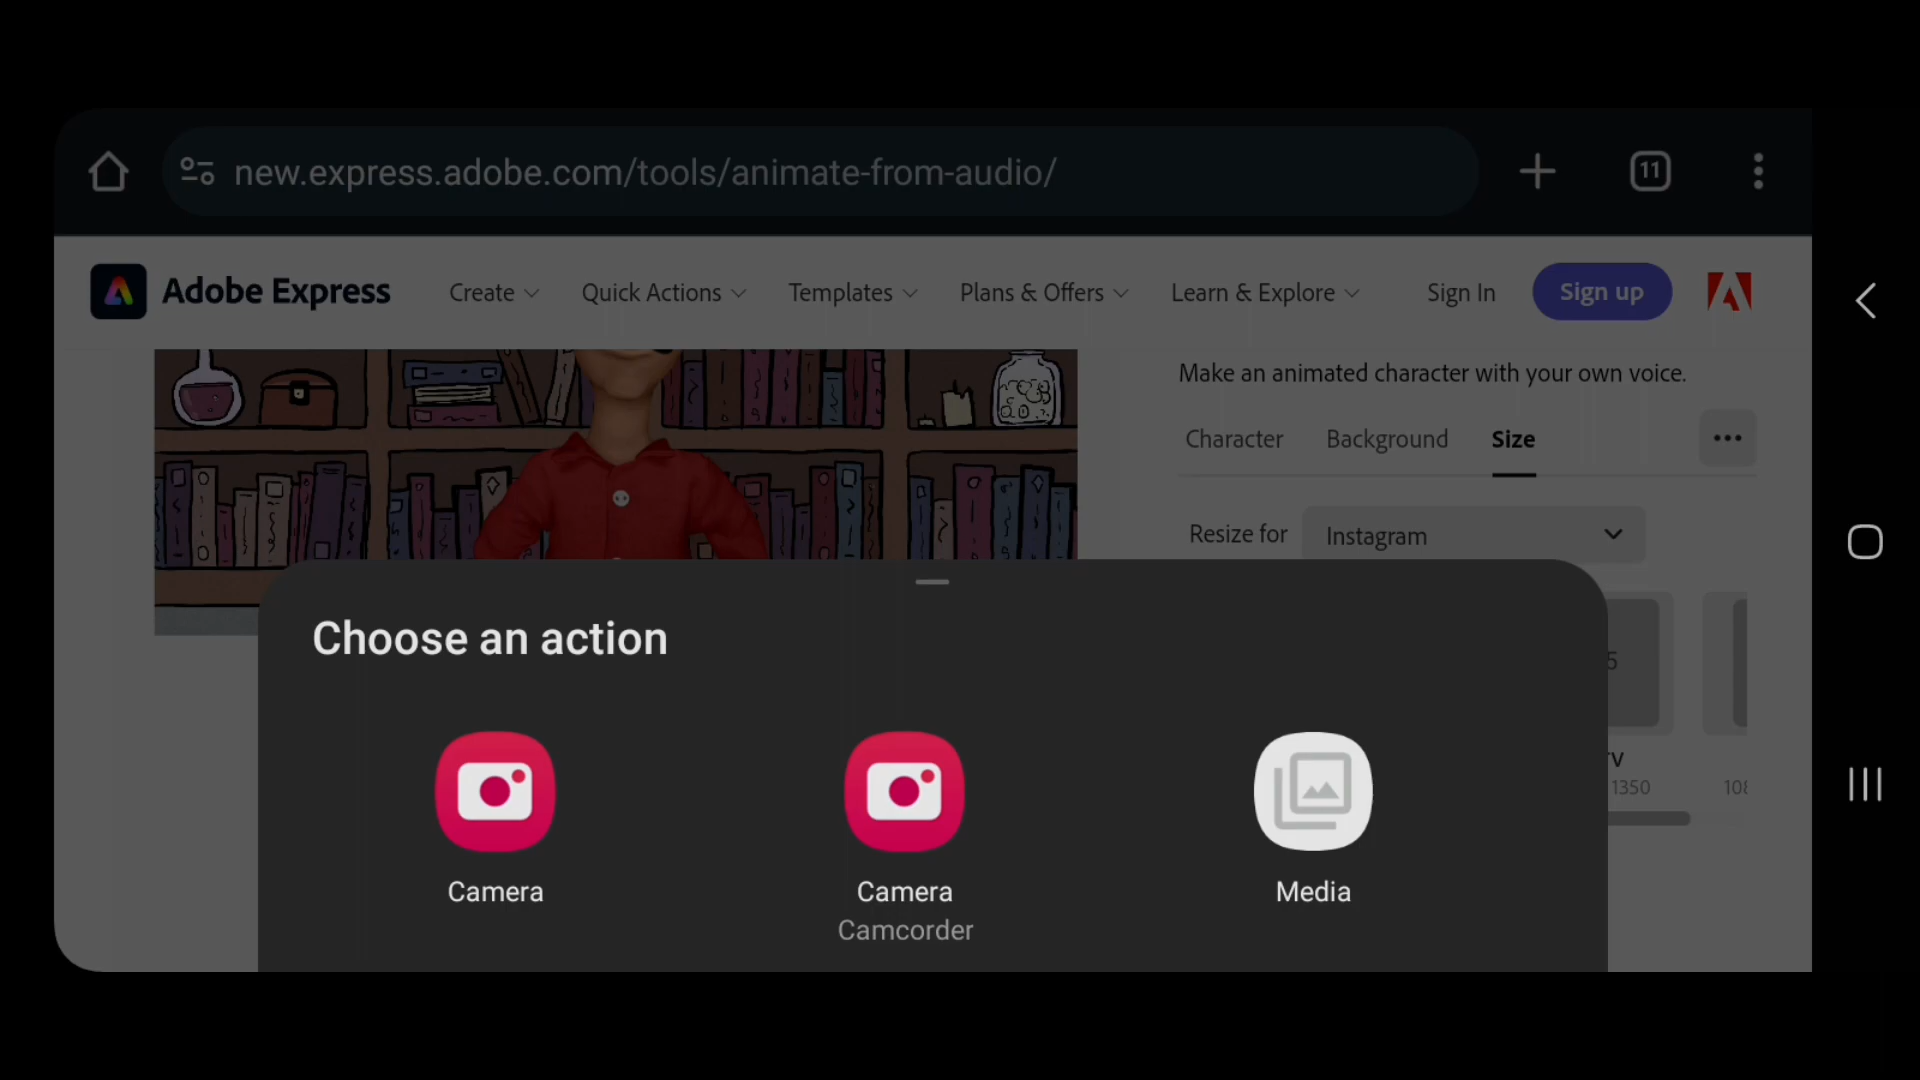 new.express.adobe.com/tools/animate-from-audio/
11
Adobe Express
Create
Quick Actions
Templates
Plans & Offers
Learn & Explore
Sign In
Sign up
Make an animated character with your own voice.
Character
Background
Size
Resize for
Instagram
Choose an action
5
1350
Camera
Camera
Camcorder
Media